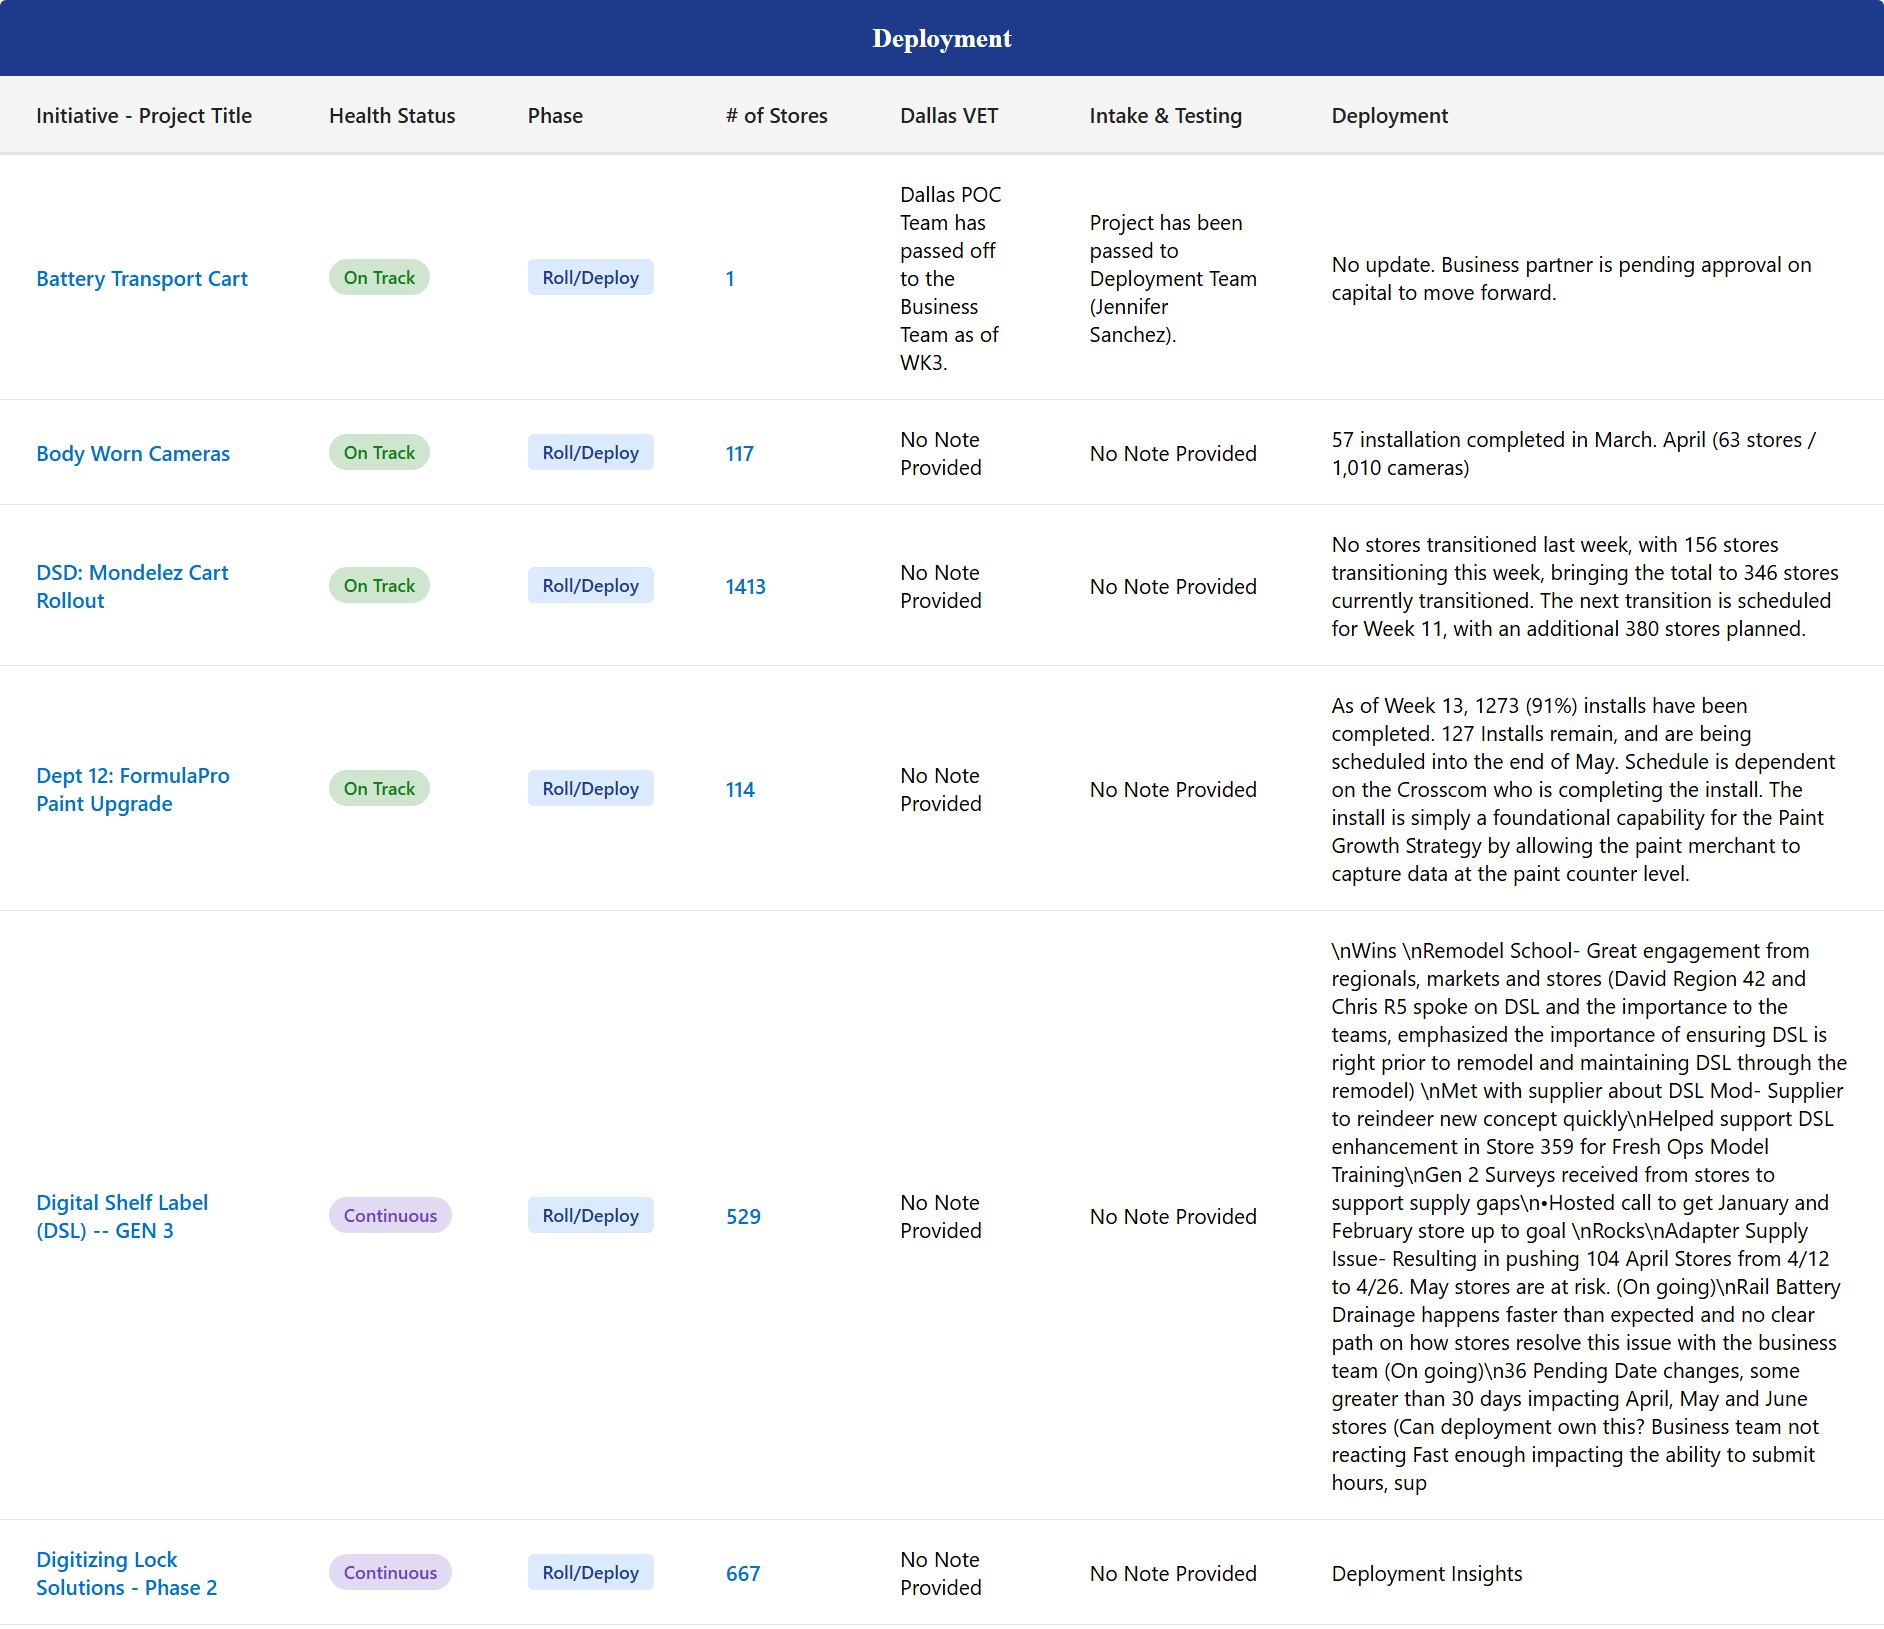 Deployment
Initiative - Project Title
Health Status
Phase
# of Stores
Dallas VET
Intake & Testing
Deployment
Battery Transport Cart
On Track
Roll/Deploy
1
Dallas POC
Team has
passed off
to the
Business
Team as of
WK3.
Project has been
passed to
Deployment Team
(Jennifer
Sanchez).
No update. Business partner is pending approval on
capital to move forward.
Body Worn Cameras
On Track
Roll/Deploy
117
No Note
Provided
No Note Provided
57 installation completed in March. April (63 stores /
1,010 cameras)
DSD: Mondelez Cart
Rollout
On Track
Roll/Deploy
1413
No Note
Provided
No Note Provided
No stores transitioned last week, with 156 stores
transitioning this week, bringing the total to 346 stores
currently transitioned. The next transition is scheduled
for Week 11, with an additional 380 stores planned.
Dept 12: FormulaPro
Paint Upgrade
On Track
Roll/Deploy
114
No Note
Provided
No Note Provided
As of Week 13, 1273 (91%) installs have been
completed. 127 Installs remain, and are being
scheduled into the end of May. Schedule is dependent
on the Crosscom who is completing the install. The
install is simply a foundational capability for the Paint
Growth Strategy by allowing the paint merchant to
capture data at the paint counter level.
Digital Shelf Label
(DSL) -- GEN 3
Continuous
Roll/Deploy
529
No Note
Provided
No Note Provided
\nWins \nRemodel School- Great engagement from
regionals, markets and stores (David Region 42 and
Chris R5 spoke on DSL and the importance to the
teams, emphasized the importance of ensuring DSL is
right prior to remodel and maintaining DSL through the
remodel) \nMet with supplier about DSL Mod- Supplier
to reindeer new concept quickly\nHelped support DSL
enhancement in Store 359 for Fresh Ops Model
Training\nGen 2 Surveys received from stores to
support supply gaps\n•Hosted call to get January and
February store up to goal \nRocks\nAdapter Supply
Issue- Resulting in pushing 104 April Stores from 4/12
to 4/26. May stores are at risk. (On going)\nRail Battery
Drainage happens faster than expected and no clear
path on how stores resolve this issue with the business
team (On going)\n36 Pending Date changes, some
greater than 30 days impacting April, May and June
stores (Can deployment own this? Business team not
reacting Fast enough impacting the ability to submit
hours, sup
Digitizing Lock
Solutions - Phase 2
Continuous
Roll/Deploy
667
No Note
Provided
No Note Provided
Deployment Insights